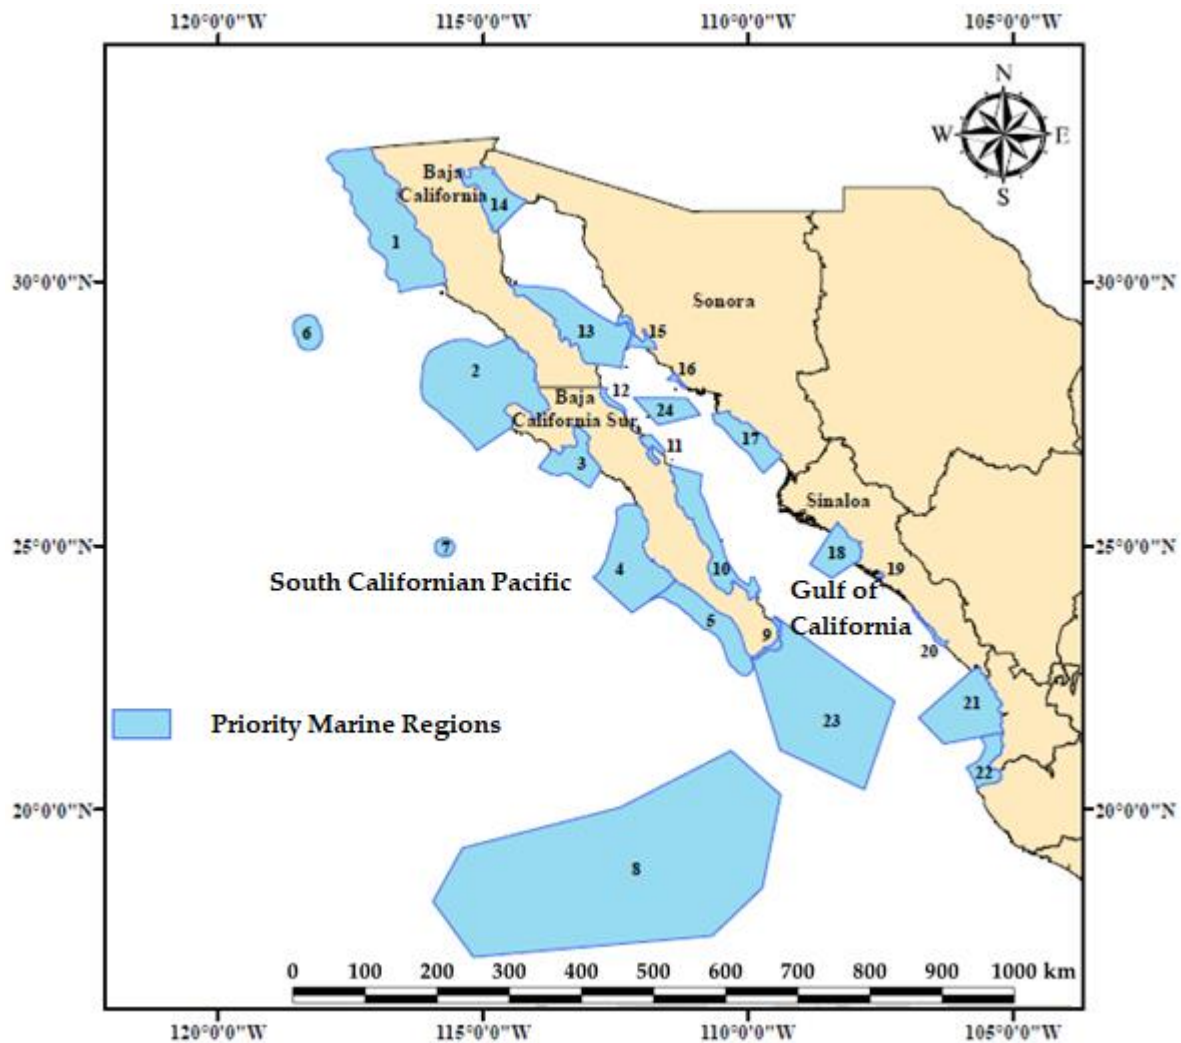 120°0'0"W 115°0'0"W 110°0'0"W 105°0'0"W
N
W E
S
Baja
California
14
1
30°0'0"N 30°0'0"N
Sonora
6
13
15
2
16
12
Baja
California Sur
24
17
11
3
Sinaloa
25°0'0"N 25°0'0"N
7
18
19
South Californian Pacific
4
10
Gulf of
California
5
9
20
21
Priority Marine Regions
23
22
20°0'0"N 20°0'0"N
8
0 100 200 300 400 500 600 700 800 900 1000 km
120°0'0"W 115°0'0"W 110°0'0"W 105°0'0"W